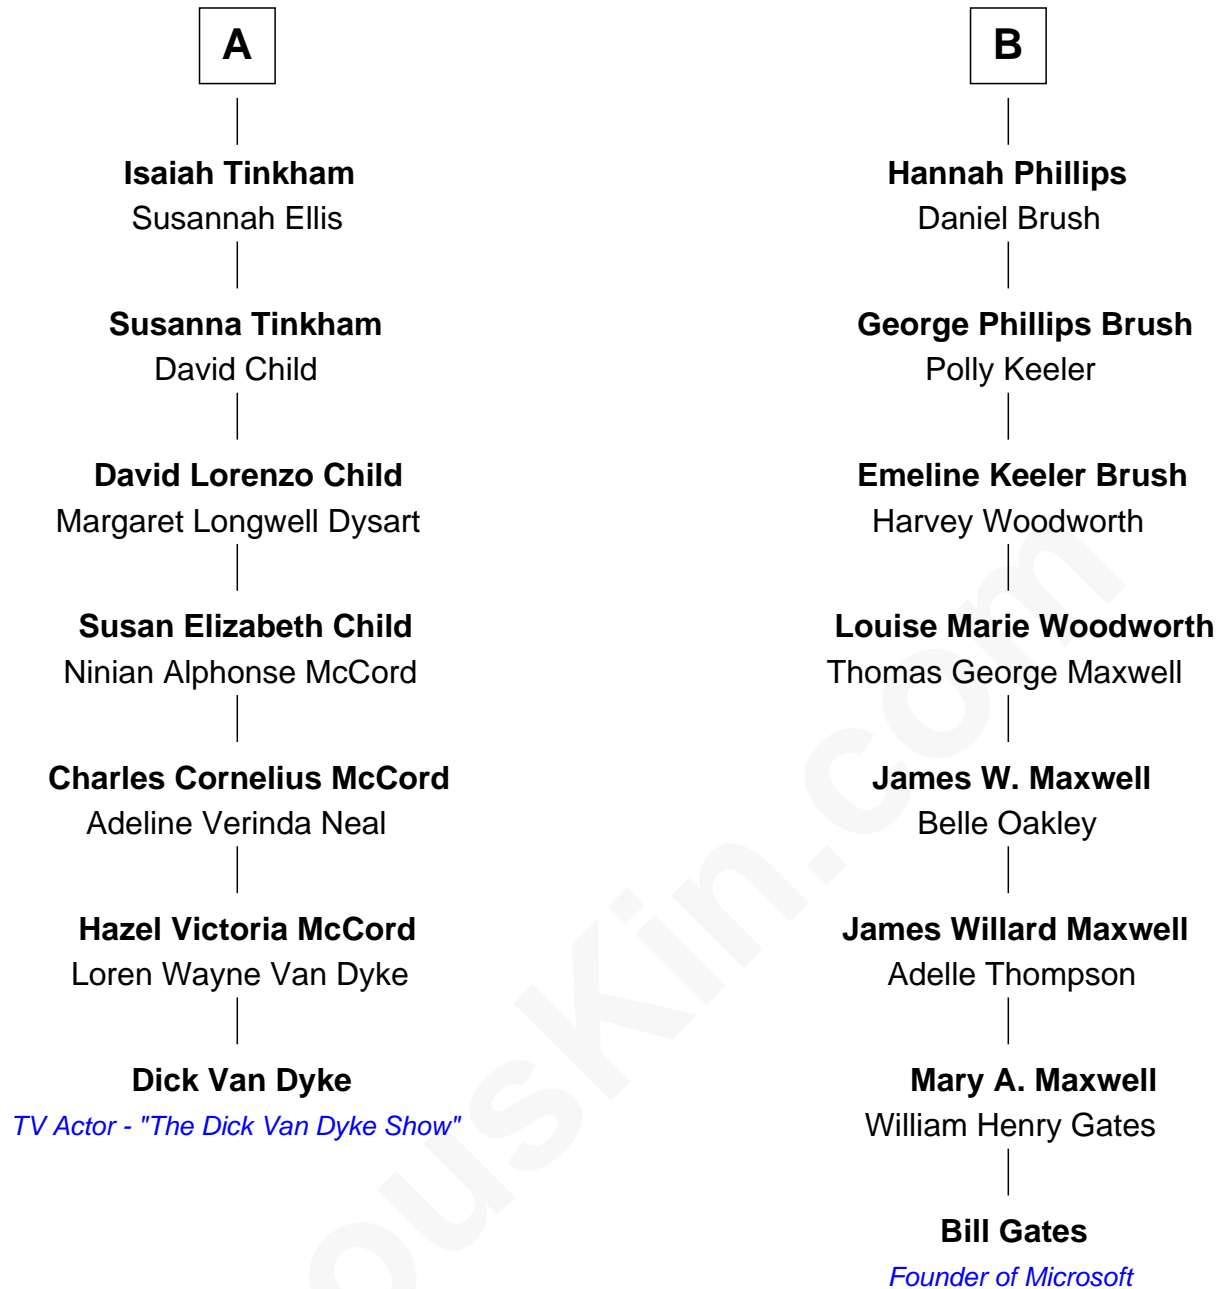 A
Isaiah Tinkham
Susannah Ellis
Susanna Tinkham
David Child
David Lorenzo Child
Margaret Longwell Dysart
Susan Elizabeth Child
Ninian Alphonse McCord
Charles Cornelius McCord
Adeline Verinda Neal
Hazel Victoria McCord
Loren Wayne Van Dyke
Dick Van Dyke
TV Actor - "The Dick Van Dyke Show"
B
Hannah Phillips
Daniel Brush
George Phillips Brush
Polly Keeler
Emeline Keeler Brush
Harvey Woodworth
Louise Marie Woodworth
Thomas George Maxwell
James W. Maxwell
Belle Oakley
James Willard Maxwell
Adelle Thompson
Mary A. Maxwell
William Henry Gates
Bill Gates
Founder of Microsoft
ousKin.com